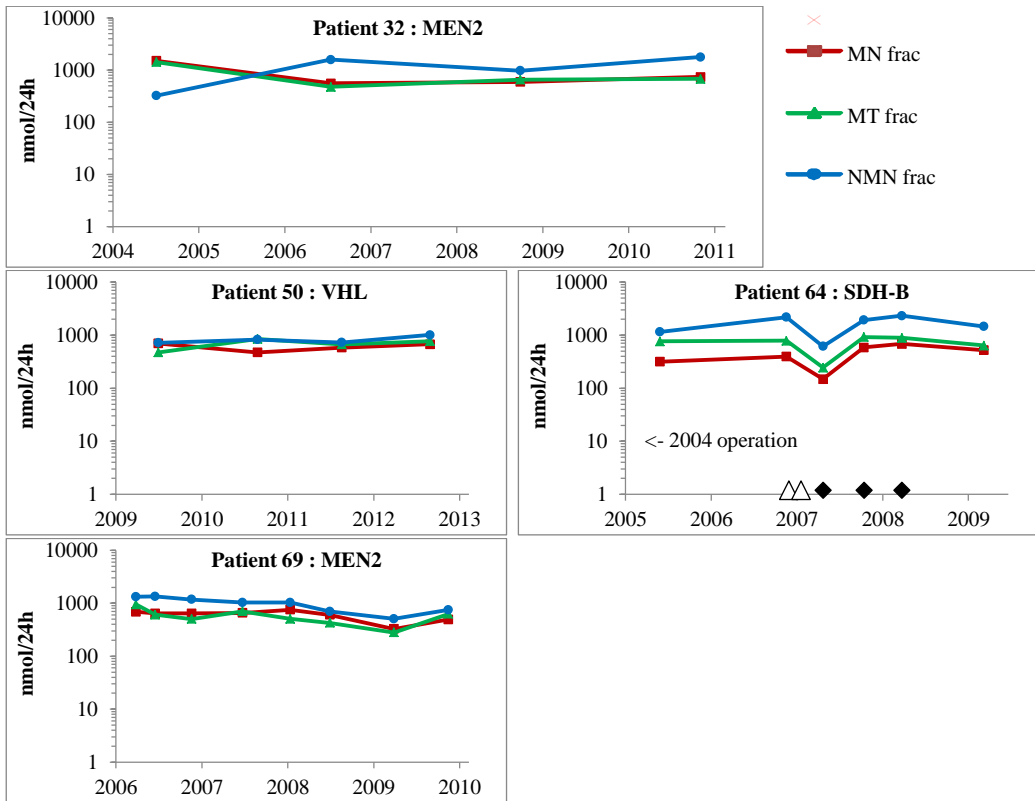 Patient 32 : MEN2
10000
1000
100
10
1
nmol/24h
2004 2005 2006 2007 2008 2009 2010 2011
MN frac
MT frac
NMN frac
Patient 50 : VHL
10000
1000
100
10
1
nmol/24h
2009 2010 2011 2012 2013
Patient 64 : SDH-B
10000
1000
100
10
1
<- 2004 operation
2005 2006 2007 2008 2009
Patient 69 : MEN2
10000
1000
100
10
1
nmol/24h
2006 2007 2008 2009 2010